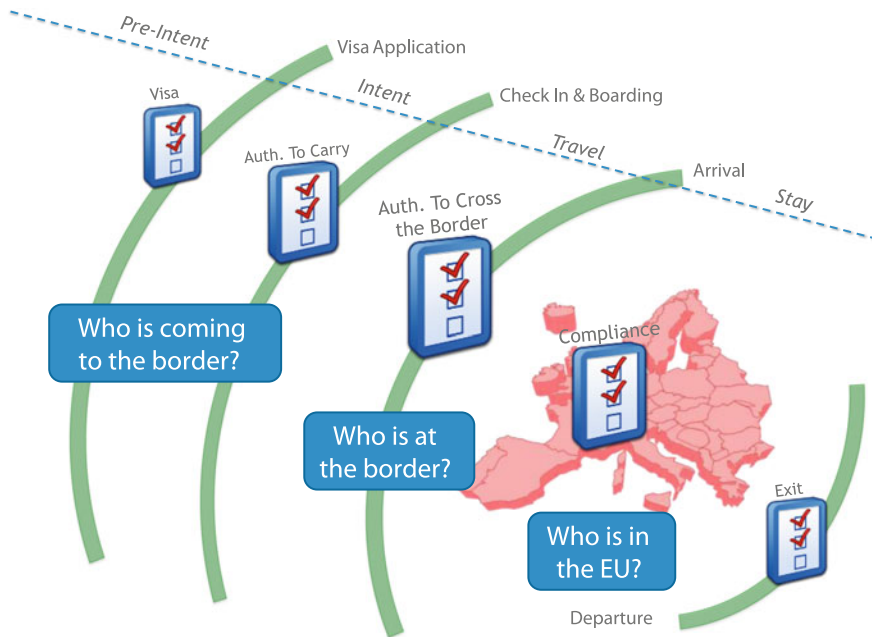 Pre-Intent
Visa Application
Visa
Intent
Check In & Boarding
Auth. To Carry
Travel
Arrival
Auth. To Cross
the Border
Stay
Who is coming
to the border?
Compliance
Who is at
the border?
Exit
Who is in
the EU?
Departure